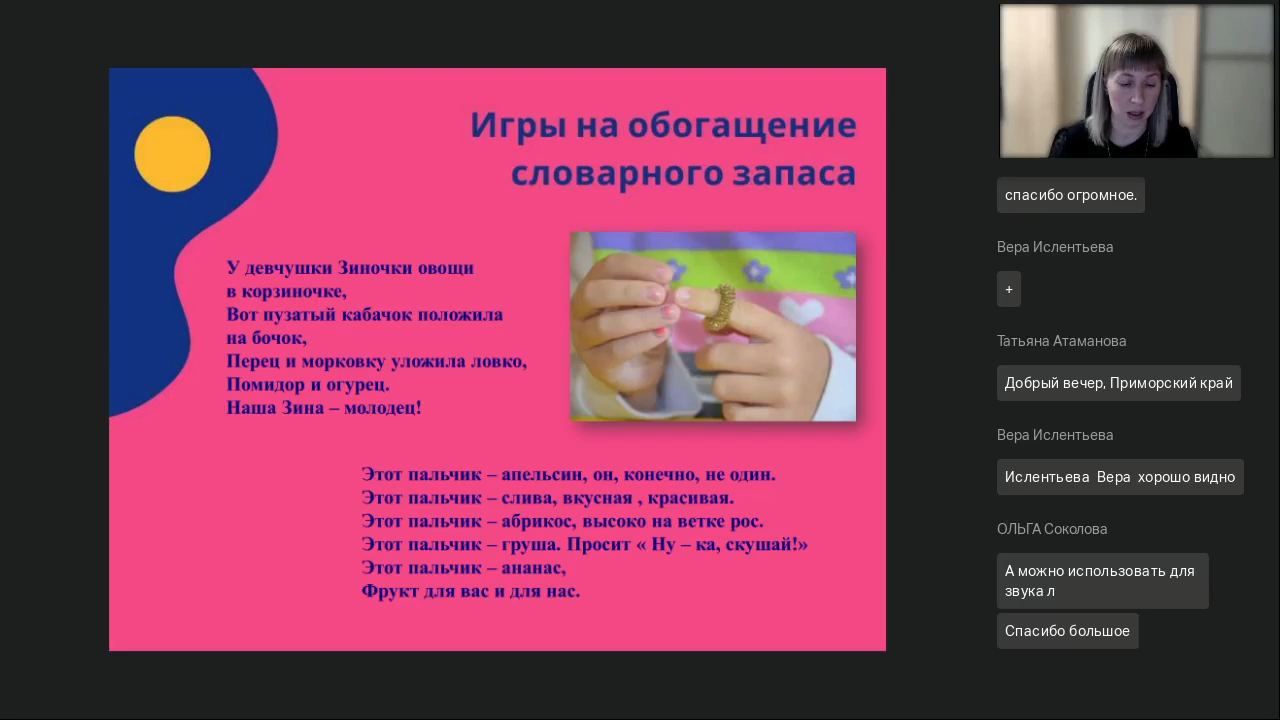 Игры на обогащение
словарного запаса
У девчушки Зиночки овощи
в корзиночке,
Вот пузатый кабачок положила
на бочок,
Перец и морковку уложила ловко,
Помидор и огурец.
Наша Зина – молодец!
Этот пальчик – апельсин, он, конечно, не один.
Этот пальчик – слива, вкусная , красивая.
Этот пальчик – абрикос, высоко на ветке рос.
Этот пальчик – груша. Просит « Ну – ка, скушай!»
Этот пальчик – ананас,
Фрукт для вас и для нас.
спасибо огромное.
Вера Ислентьева
+
Татьяна Атаманова
Добрый вечер, Приморский край
Вера Ислентьева
Ислентьева Вера хорошо видно
ОЛЬГА Соколова
А можно использовать для
звука л
Спасибо большое